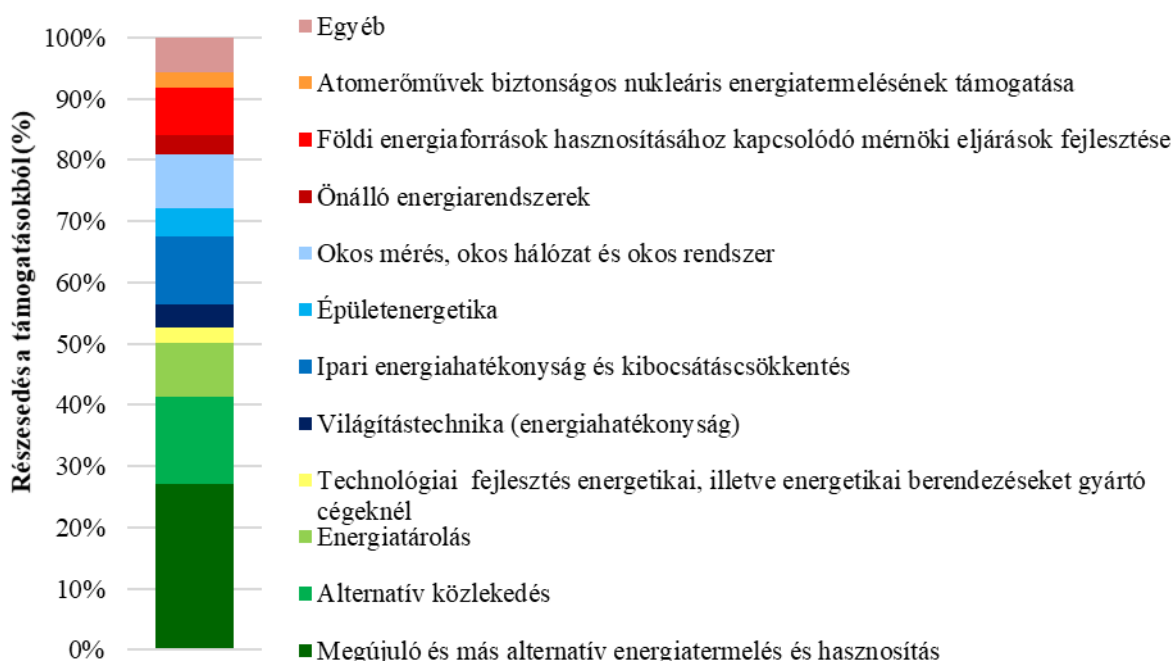 Részesedés a támogatásokból(%)
100%
90%
80%
70%
60%
50%
40%
30%
20%
10%
0%
Egyéb
Atomerőművek biztonságos nukleáris energiatermelésének támogatása
Földi energiaforrások hasznosításához kapcsolódó mérnöki eljárások fejlesztése
Önálló energiarendszerek
Okos mérés, okos hálózat és okos rendszer
Épületenergetika
Ipari energiahatékonyság és kibocsátáscsökkentés
Világítástechnika (energiahatékonyság)
Technológiai  fejlesztés energetikai, illetve energetikai berendezéseket gyártó
cégeknél
Energiatárolás
Alternatív közlekedés
Megújuló és más alternatív energiatermelés és hasznosítás